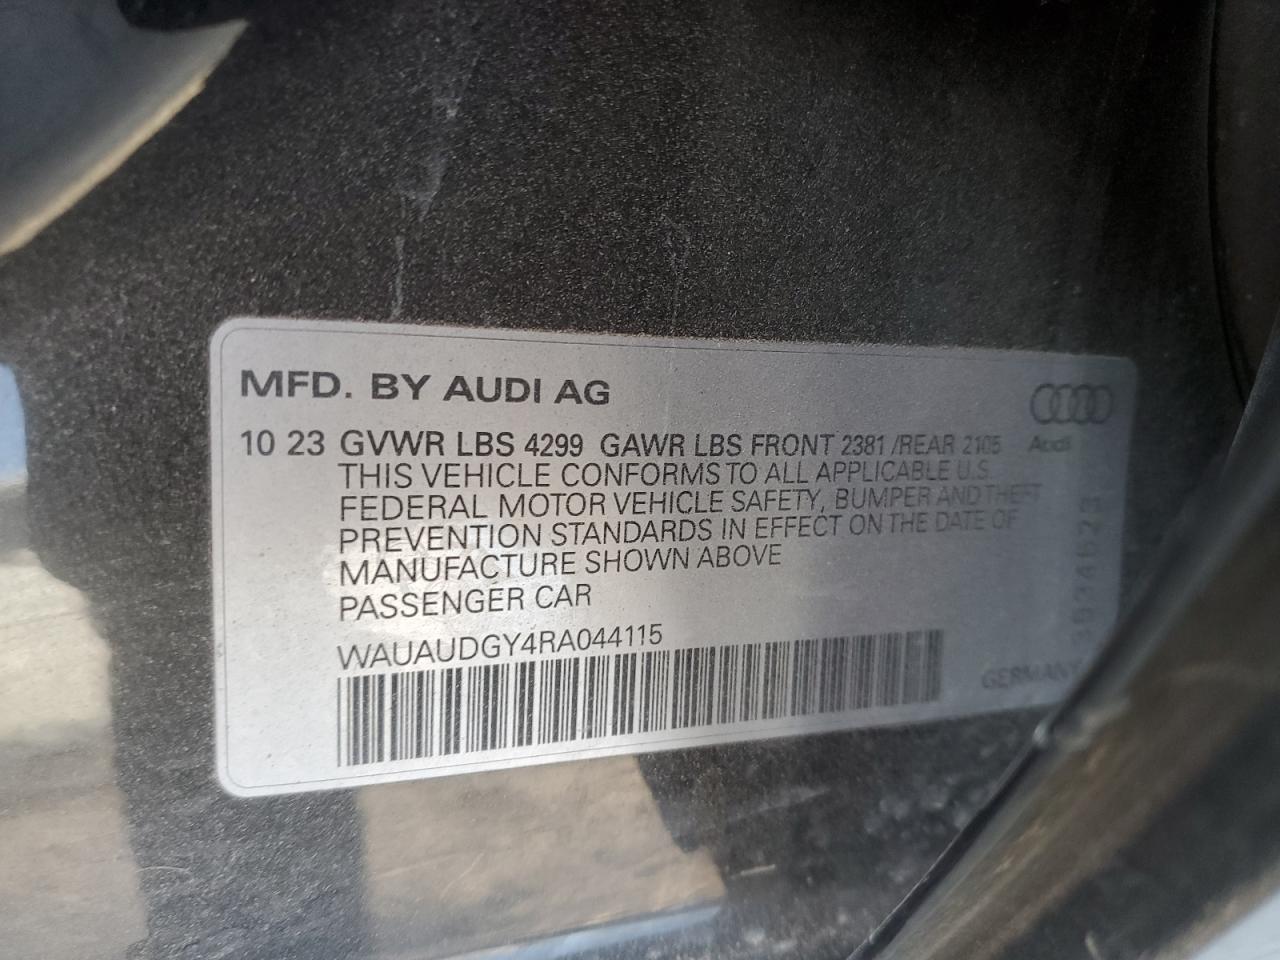 MFD. BY AUDI AG
10 23 GVWR LBS 4299 GAWR LBS FRONT 2381 /REAR 2105
Audi
THIS VEHICLE CONFORMS TO ALL APPLICABLE U.S.
FEDERAL MOTOR VEHICLE SAFETY, BUMPER AND THEFT
PREVENTION STANDARDS IN EFFECT ON THE DATE OF
MANUFACTURE SHOWN ABOVE
PASSENGER CAR
WAUAUDGY4RA044115
GERMANY